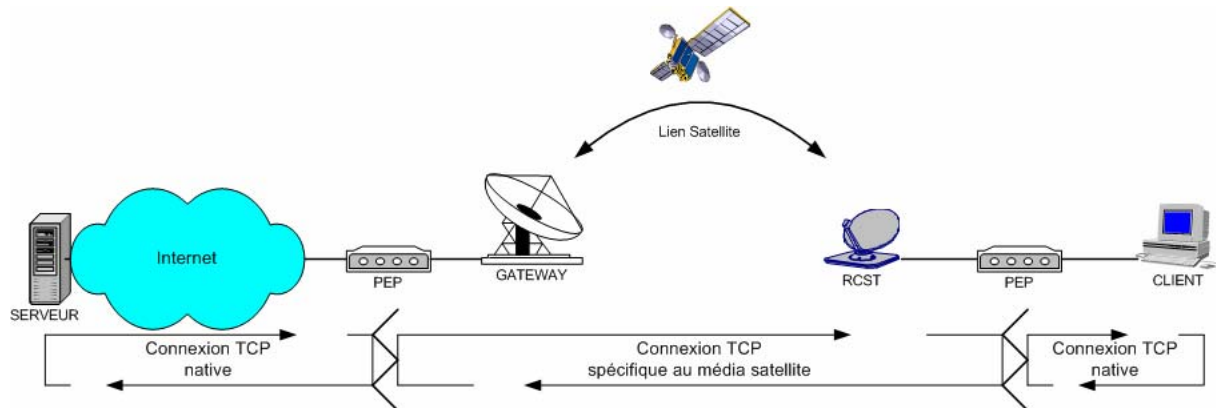 Lien Satellite
Internet
SERVEUR
PEP
GATEWAY
RCST
PEP
CLIENT
Connexion TCP
native
Connexion TCP
spécifique au média satellite
Connexion TCP
native